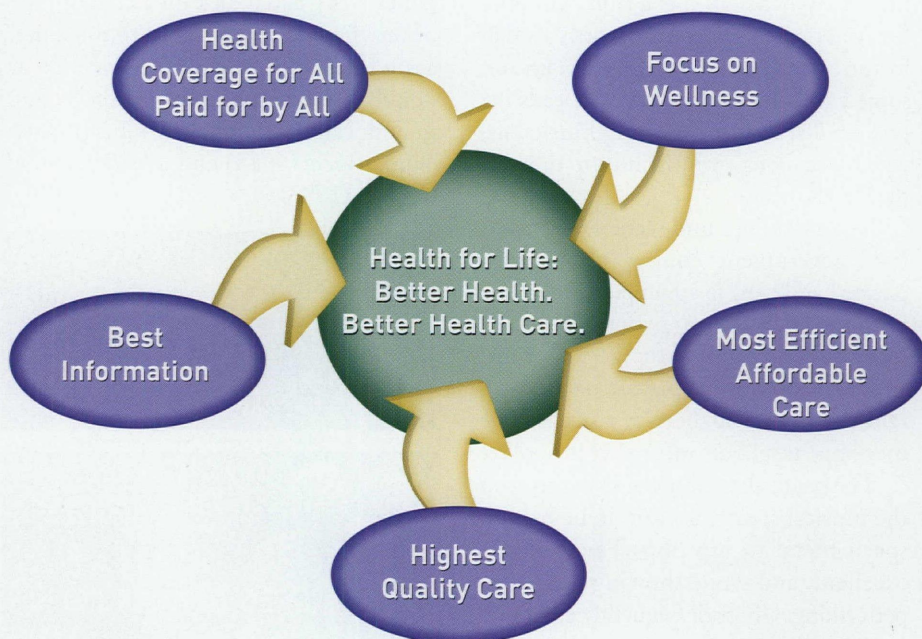 Health
Coverage for All
Paid for by All
Focus on
Wellness
Health for Life:
Better Health.
Better Health Care.
Best
Information
Most Efficient
Affordable
Care
Highest
Quality Care